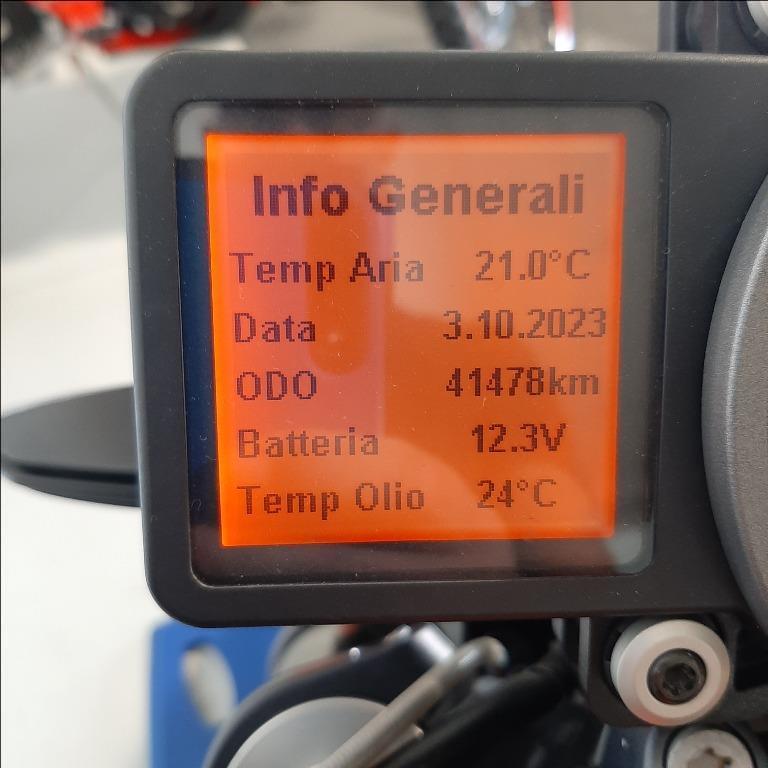 Info Generali
Temp Aria 21.0°C
Data 3.10.2023
ODO 41478km
Batteria 12.3V
Temp Olio 24°C